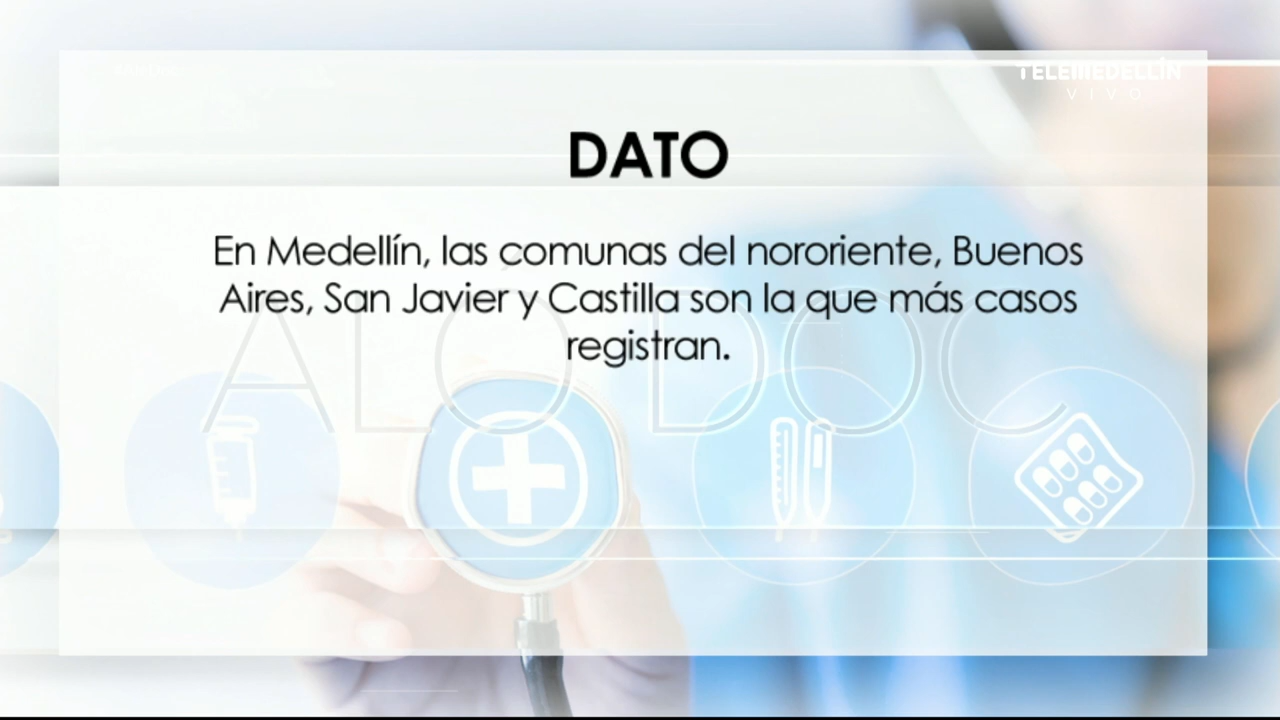 TELEMEDELLÍN
VIVO
DATO
En Medellín, las comunas del nororiente, Buenos
Aires, San Javier y Castilla son la que más casos
registran.
ALÓ DOC